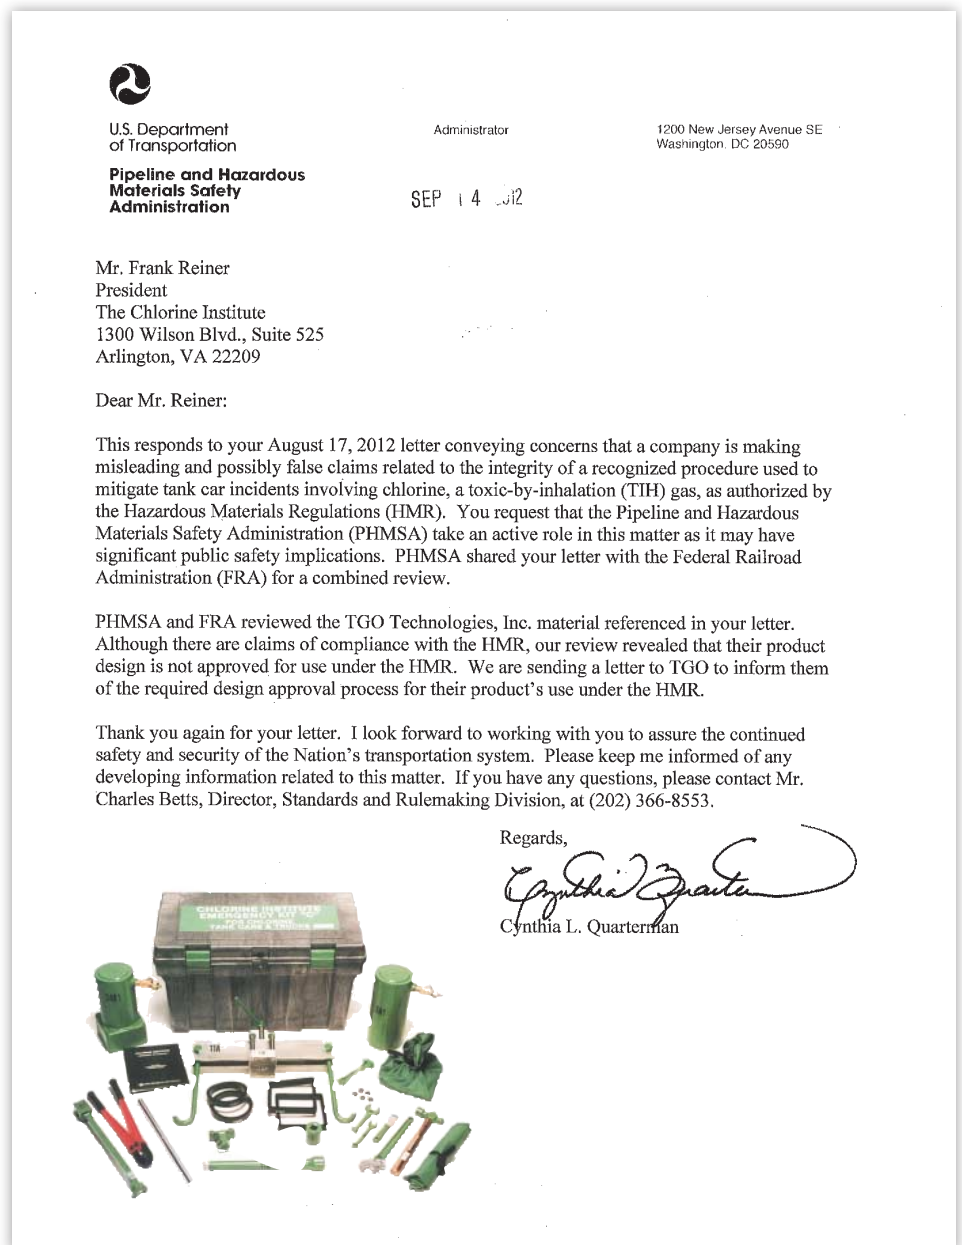 U.S. Department
of Transportation
Pipeline and Hazardous
Materials Safety
Administration
Administrator
1200 New Jersey Avenue SE
Washington, DC 20590
SEP 14 2012
Mr. Frank Reiner
President
The Chlorine Institute
1300 Wilson Blvd., Suite 525
Arlington, VA 22209
Dear Mr. Reiner:
This responds to your August 17, 2012 letter conveying concerns that a company is making
misleading and possibly false claims related to the integrity of a recognized procedure used to
mitigate tank car incidents involving chlorine, a toxic-by-inhalation (TIH) gas, as authorized by
the Hazardous Materials Regulations (HMR). You request that the Pipeline and Hazardous
Materials Safety Administration (PHMSA) take an active role in this matter as it may have
significant public safety implications. PHMSA shared your letter with the Federal Railroad
Administration (FRA) for a combined review.
PHMSA and FRA reviewed the TGO Technologies, Inc. material referenced in your letter.
Although there are claims of compliance with the HMR, our review revealed that their product
design is not approved for use under the HMR. We are sending a letter to TGO to inform them
of the required design approval process for their product's use under the HMR.
Thank you again for your letter. I look forward to working with you to assure the continued
safety and security of the Nation's transportation system. Please keep me informed of any
developing information related to this matter. If you have any questions, please contact Mr.
Charles Betts, Director, Standards and Rulemaking Division, at (202) 366-8553.
Regards,
Cynthia Quarterman
Cynthia L. Quarterman
CHLORINE INSTITUTE
EMERGENCY KIT "C"
FOR CHLORINE
TANK CARS & TRUCKS
11A